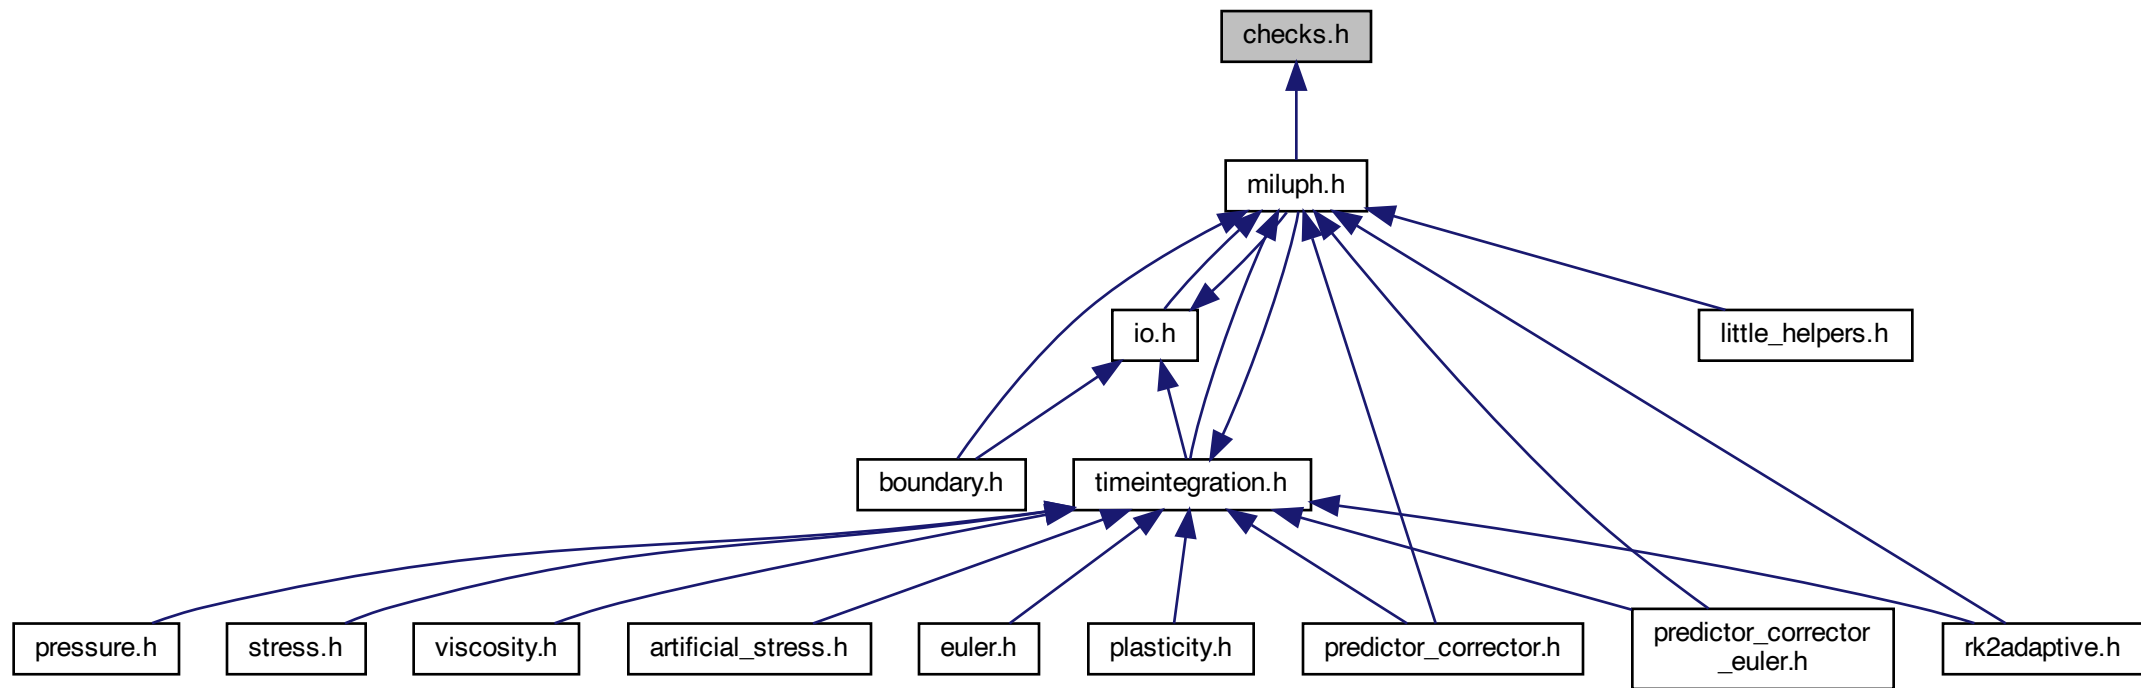 checks.h
miluph.h
io.h
little_helpers.h
boundary.h
timeintegration.h
pressure.h
stress.h
viscosity.h
artificial_stress.h
euler.h
plasticity.h
predictor_corrector.h
predictor_corrector
_euler.h
rk2adaptive.h